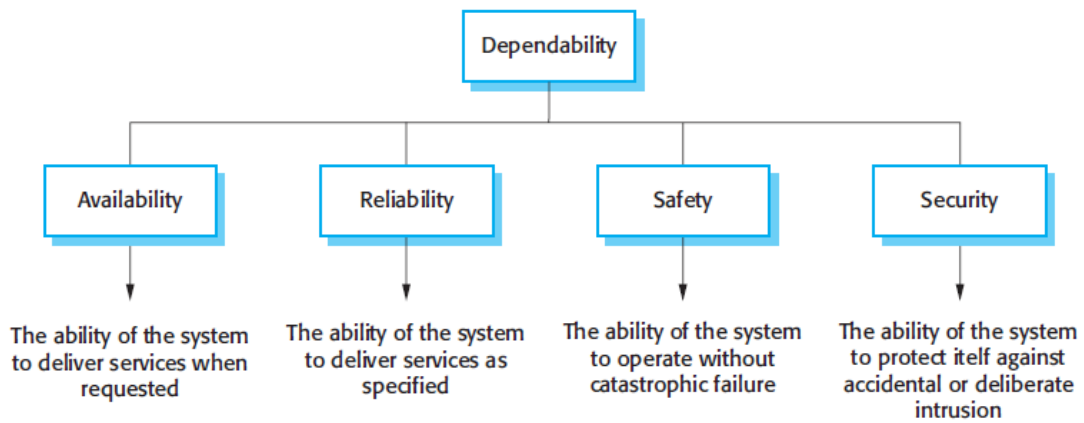 Dependability
Availability
Reliability
Safety
Security
The ability of the system
to deliver services when
requested
The ability of the system
to deliver services as
specified
The ability of the system
to operate without
catastrophic failure
The ability of the system
to protect itelf against
accidental or deliberate
intrusion